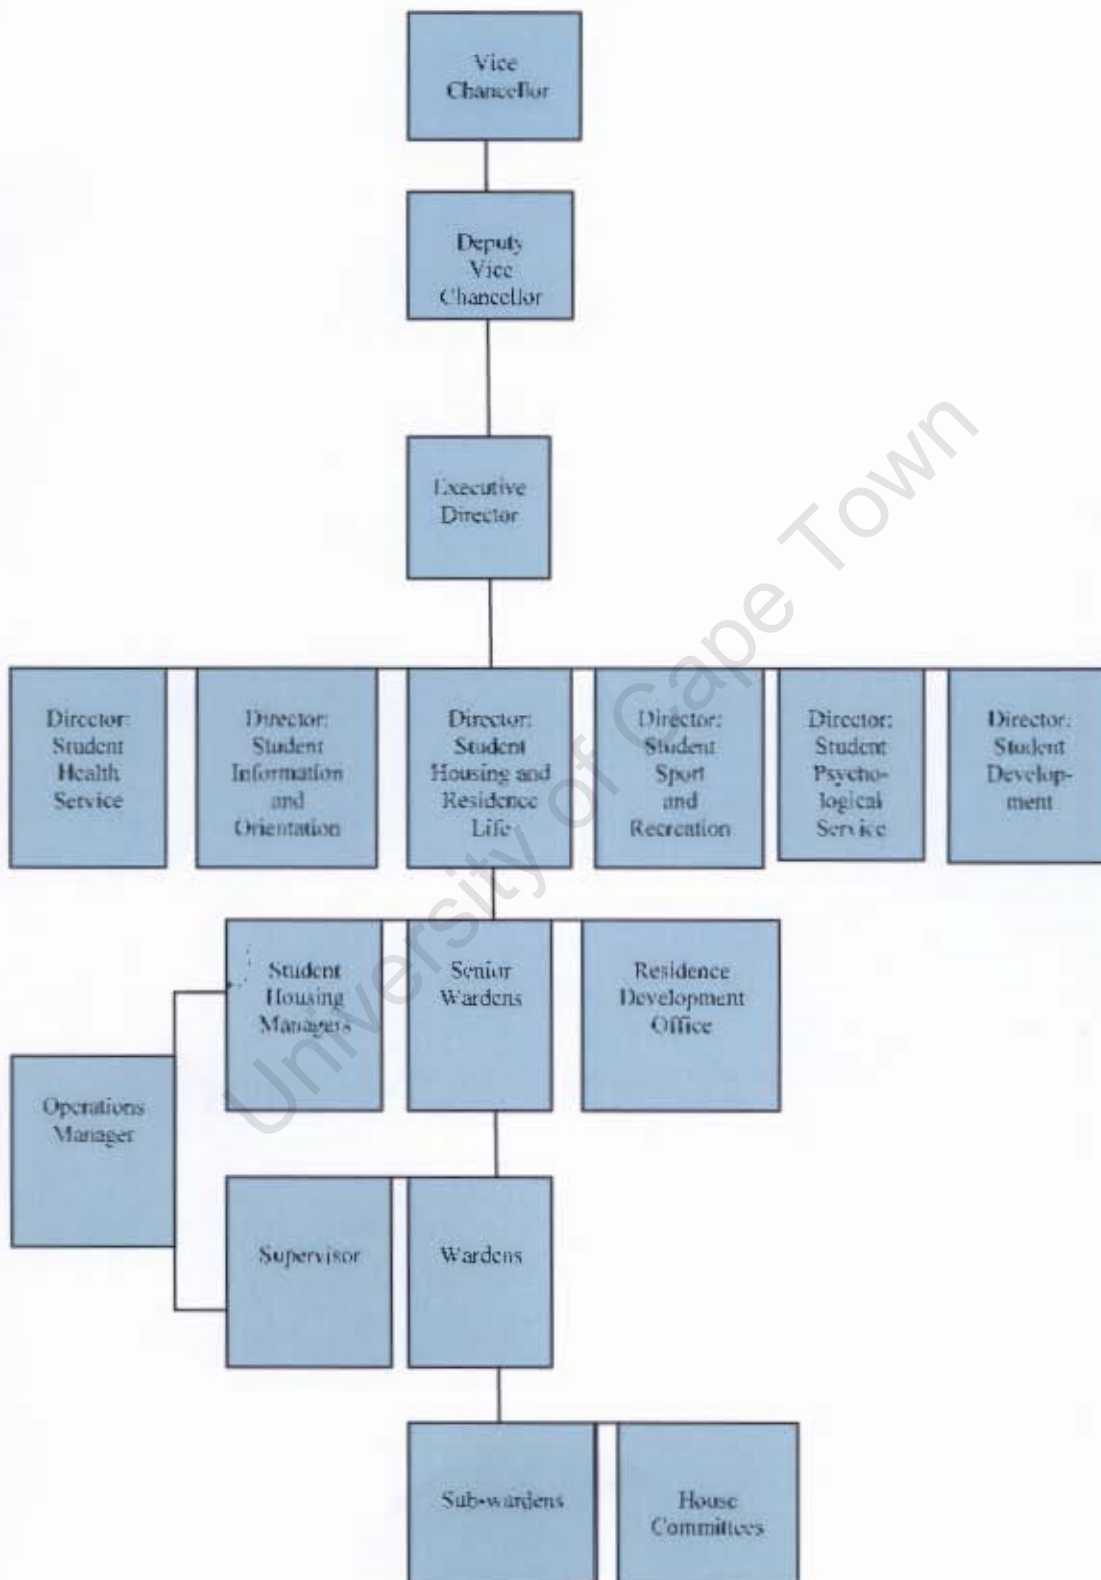 Vice
Chancellor
Deputy
Vice
Chancellor
Executive
Director
Director:
Student
Health
Service
Director:
Student
Information
and
Orientation
Director:
Student
Housing and
Residence
Life
Director:
Student
Sport
and
Recreation
Director:
Student
Psycho-
logical
Service
Director:
Student
Develop-
ment
Student
Housing
Managers
Senior
Wardens
Residence
Development
Office
Operations
Manager
Supervisor
Wardens
Sub-wardens
House
Committees
University of Cape Town